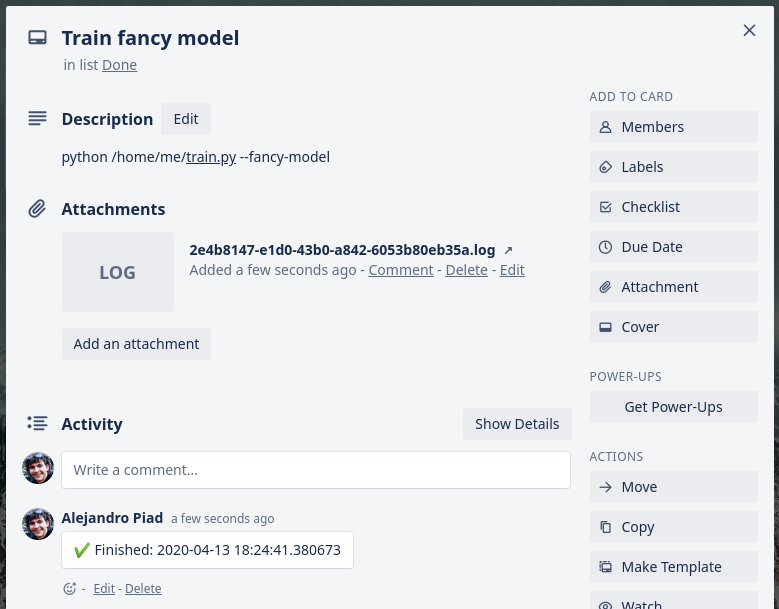 Train fancy model
in list Done
Description Edit
python /home/me/train.py --fancy-model
Attachments
LOG
2e4b8147-e1d0-43b0-a842-6053b80eb35a.log ↗
Added a few seconds ago - Comment - Delete - Edit
Add an attachment
Activity Show Details
Write a comment...
Alejandro Piad a few seconds ago
✅ Finished: 2020-04-13 18:24:41.380673
- Edit - Delete
ADD TO CARD
Members
Labels
Checklist
Due Date
Attachment
Cover
POWER-UPS
Get Power-Ups
ACTIONS
Move
Copy
Make Template
Watch